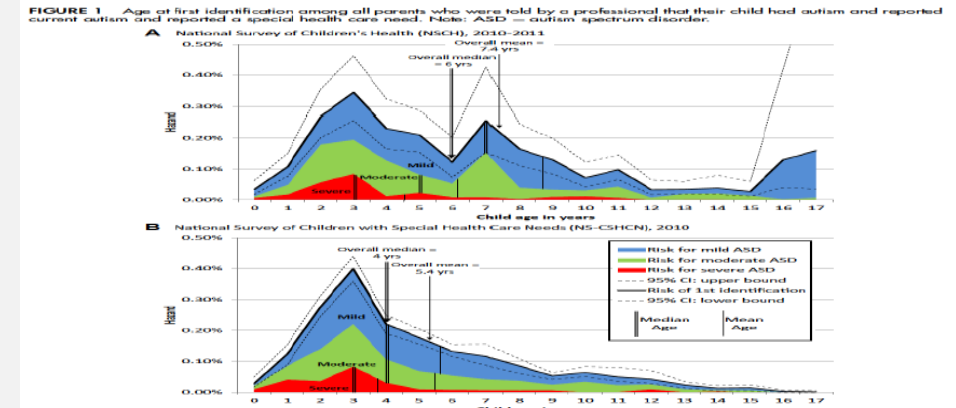 FIGURE 1 Age at first identification among all parents who were told by a professional that their child had autism and reported
current autism and reported a special health care need. Note: ASD — autism spectrum disorder.
A National Survey of Children's Health (NSCH), 2010-2011
Overall mean =
7.4 yrs
Overall median
= 6 yrs
0.50%
0.40%
0.30%
0.20%
0.10%
0.00%
Hazard
Mild
Moderate
Severe
0 1 2 3 4 5 6 7 8 9 10 11 12 13 14 15 16 17
Child age in years
B National Survey of Children with Special Health Care Needs (NS-CSHCN), 2010
0.50%
0.40%
0.30%
0.20%
0.10%
0.00%
Hazard
Overall median =
4 yrs
Overall mean =
5.4 yrs
Mild
Moderate
Severe
Risk for mild ASD
Risk for moderate ASD
Risk for severe ASD
95% CI: upper bound
Risk of 1st identification
95% CI: lower bound
Median
Age
Mean
Age
0 1 2 3 4 5 6 7 8 9 10 11 12 13 14 15 16 17